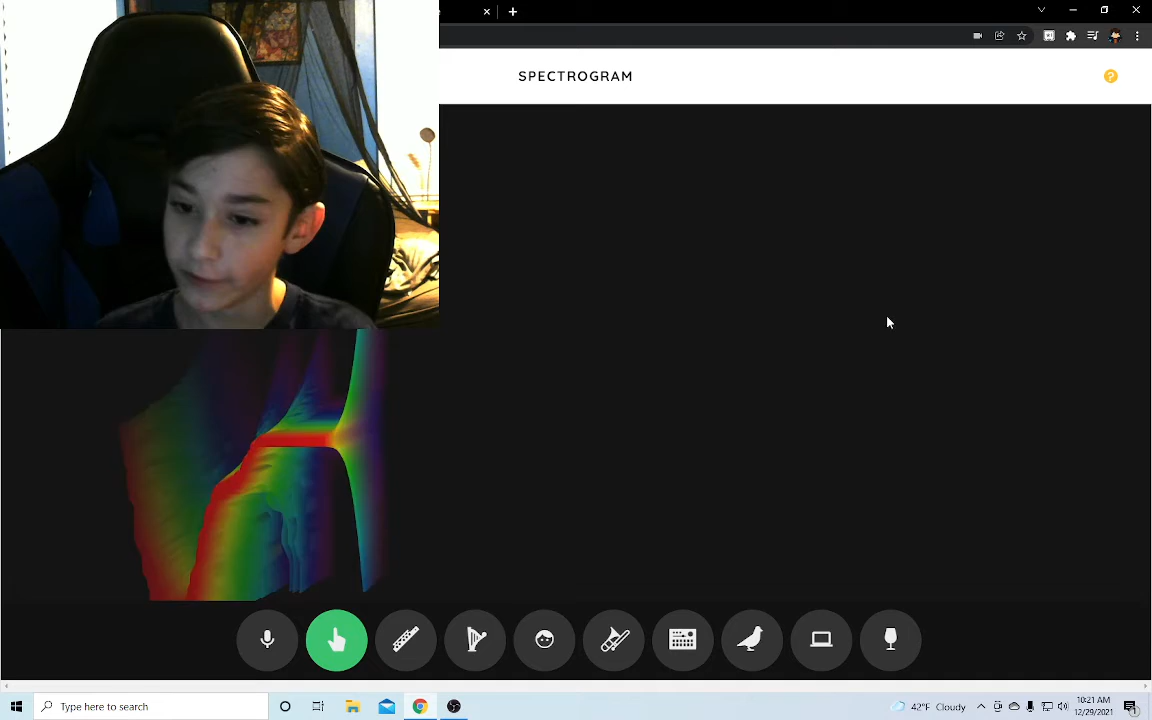 SPECTROGRAM
?
Type here to search
42°F Cloudy
10:21 AM
12/29/2021